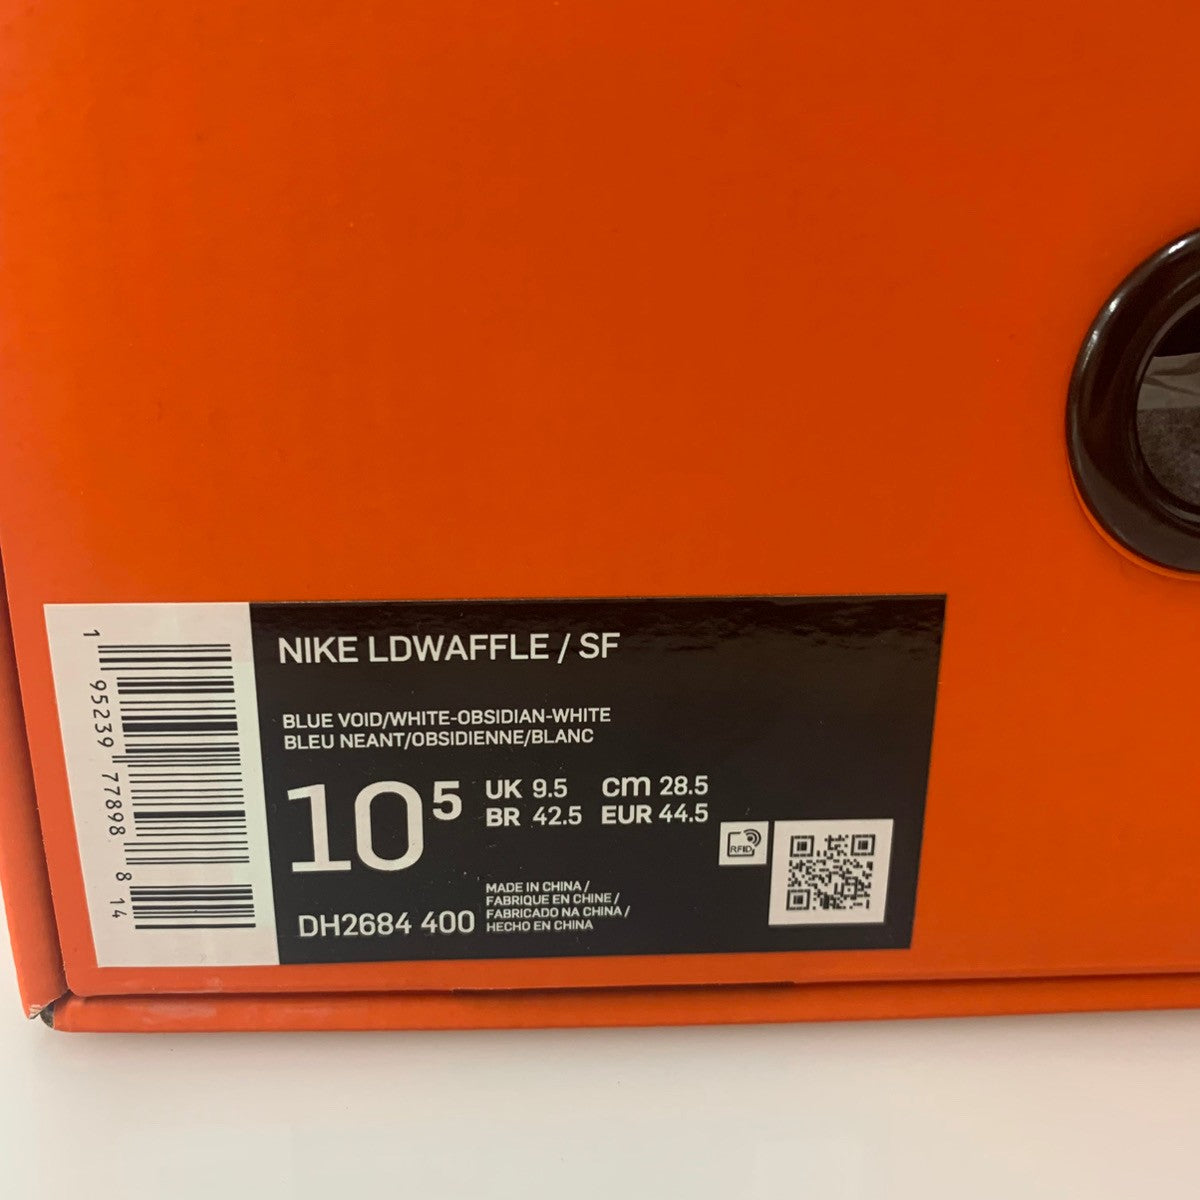 NIKE LDWAFFLE / SF
BLUE VOID/WHITE-OBSIDIAN-WHITE
BLEU NEANT/OBSIDIENNE/BLANC
10⁵
UK 9.5 cm 28.5
BR 42.5 EUR 44.5
RFID
DH2684 400
MADE IN CHINA /
FABRIQUE EN CHINE /
FABRICADO NA CHINA /
HECHO EN CHINA
1 95239 77898 8 14